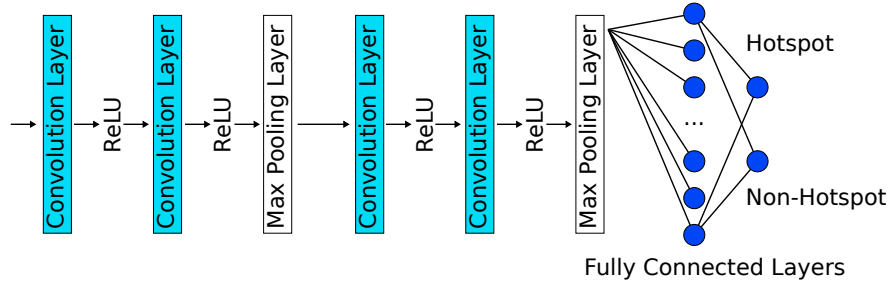 Convolution Layer
ReLU
Convolution Layer
ReLU
Max Pooling Layer
Convolution Layer
ReLU
Convolution Layer
ReLU
Max Pooling Layer
Hotspot
...
Non-Hotspot
Fully Connected Layers